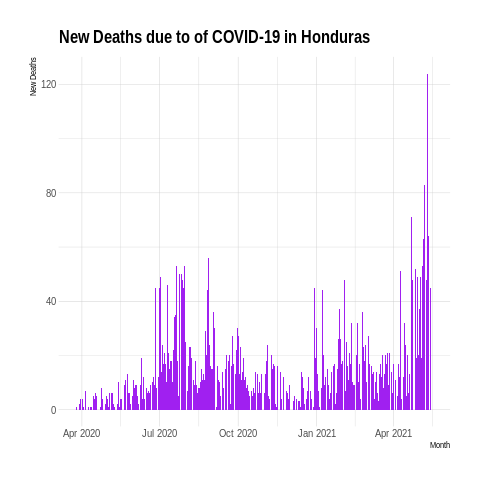 New Deaths due to of COVID-19 in Honduras
New Deaths
120
80
40
0
Apr 2020 Jul 2020 Oct 2020 Jan 2021 Apr 2021
Month